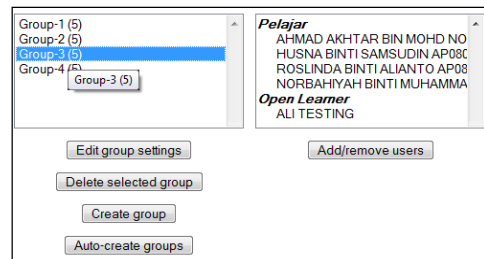 Group-1 (5)
Group-2 (5)
Group-3 (5)
Group-4 (5)
Group-3 (5)
Edit group settings
Delete selected group
Create group
Auto-create groups
Pelajar
AHMAD AKHTAR BIN MOHD NO
HUSNA BINTI SAMSUDIN AP080
ROSLINDA BINTI ALIANTO AP08
NORBAHIYAH BINTI MUHAMMA
Open Learner
ALI TESTING
Add/remove users